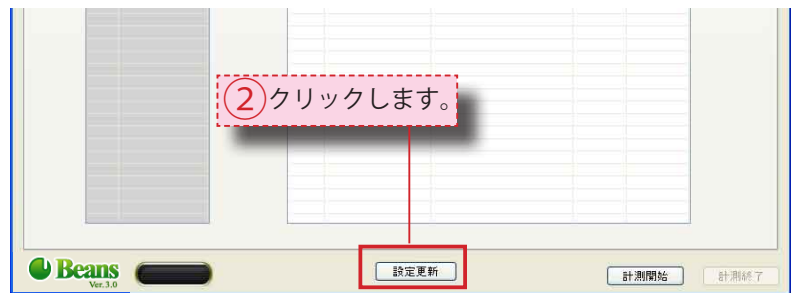 ②クリックします。
設定更新
Beans
Ver.3.0
計測開始
計測終了